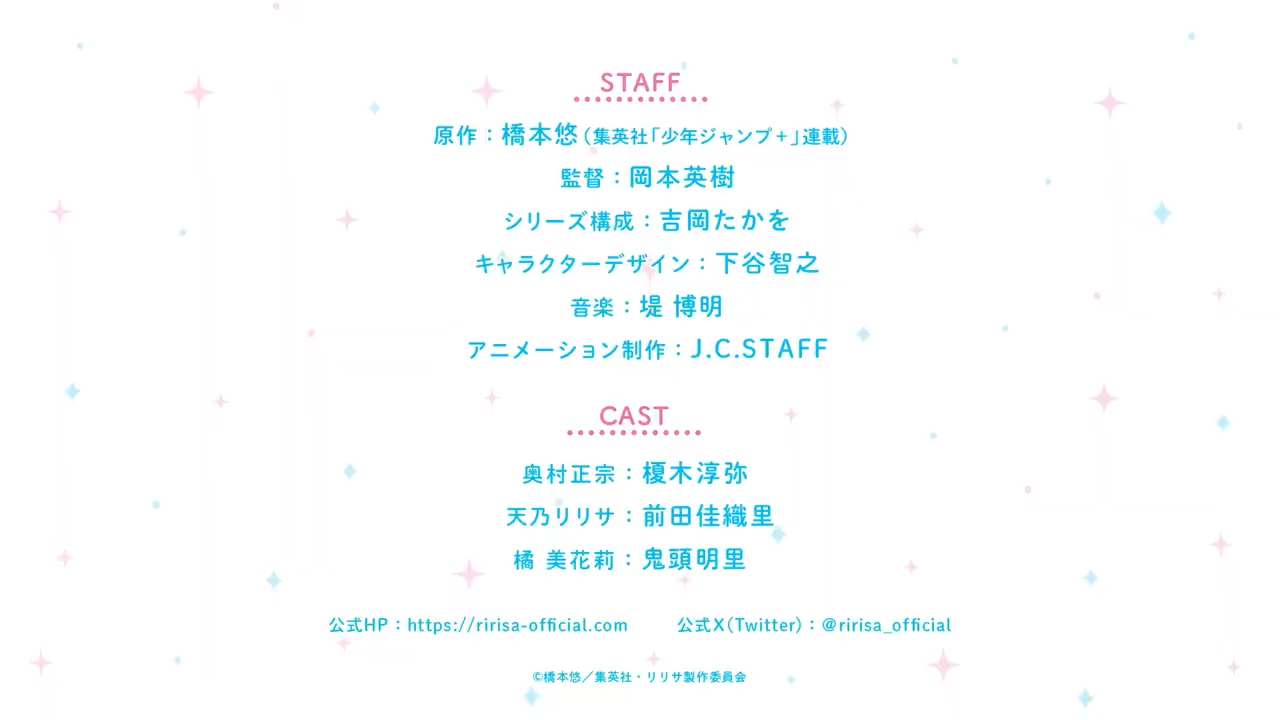 STAFF
原作：橋本悠（集英社「少年ジャンプ＋」連載）
監督：岡本英樹
シリーズ構成：吉岡たかを
キャラクターデザイン：下谷智之
音楽：堤 博明
アニメーション制作：J.C.STAFF
CAST
奥村正宗：榎木淳弥
天乃リリサ：前田佳織里
橘 美花莉：鬼頭明里
公式HP：https://ririsa-official.com　公式X（Twitter）：@ririsa_official
©橋本悠／集英社・リリサ製作委員会